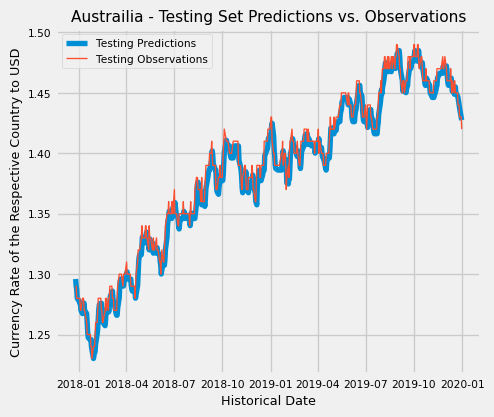 Austrailia - Testing Set Predictions vs. Observations
Testing Predictions
Testing Observations
Currency Rate of the Respective Country to USD
1.50
1.45
1.40
1.35
1.30
1.25
2018-01 2018-04 2018-07 2018-10 2019-01 2019-04 2019-07 2019-10 2020-01
Historical Date